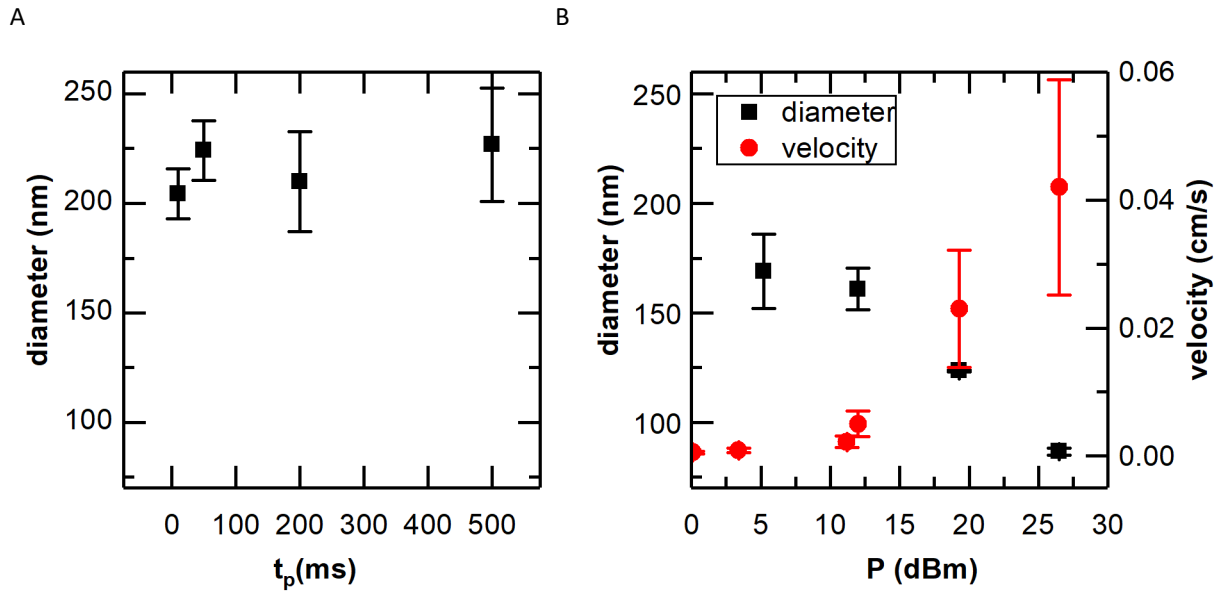 A
B
250
200
150
100
diameter (nm)
0 100 200 300 400 500
tp(ms)
250
200
150
100
diameter (nm)
diameter
velocity
0.06
0.04
0.02
0.00
velocity (cm/s)
0 5 10 15 20 25 30
P (dBm)